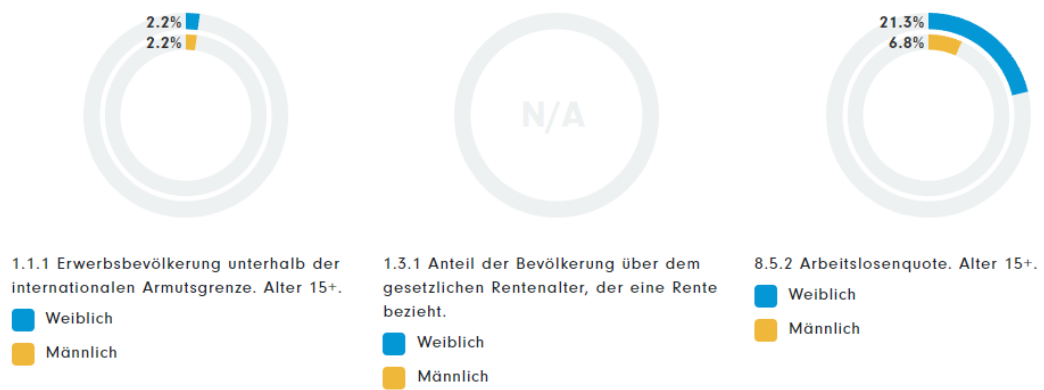 2.2%
2.2%
1.1.1 Erwerbsbevölkerung unterhalb der
internationalen Armutsgrenze. Alter 15+.
Weiblich
Männlich
N/A
1.3.1 Anteil der Bevölkerung über dem
gesetzlichen Rentenalter, der eine Rente
bezieht.
Weiblich
Männlich
21.3%
6.8%
8.5.2 Arbeitslosenquote. Alter 15+.
Weiblich
Männlich